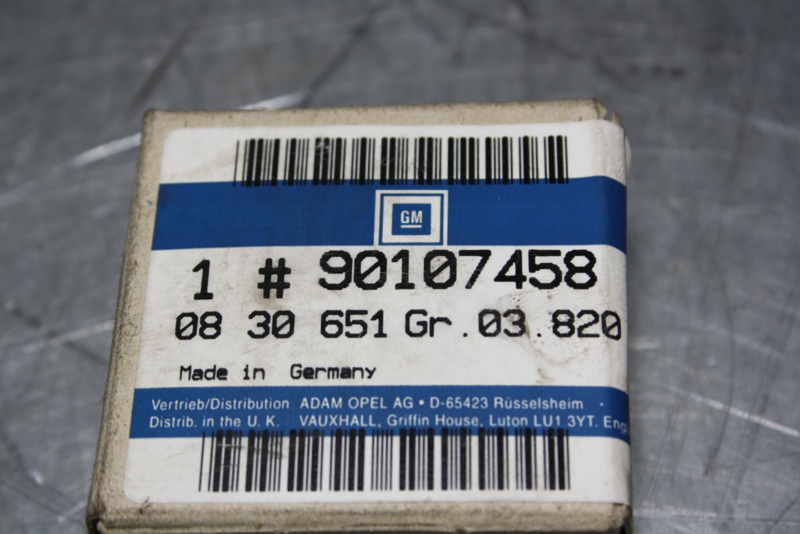 GM
1 # 90107458
08 30 651 Gr.03.820
Made in Germany
Vertrieb/Distribution ADAM OPEL AG • D-65423 Rüsselsheim •
Distrib. in the U. K. VAUXHALL, Griffin House, Luton LU1 3YT.